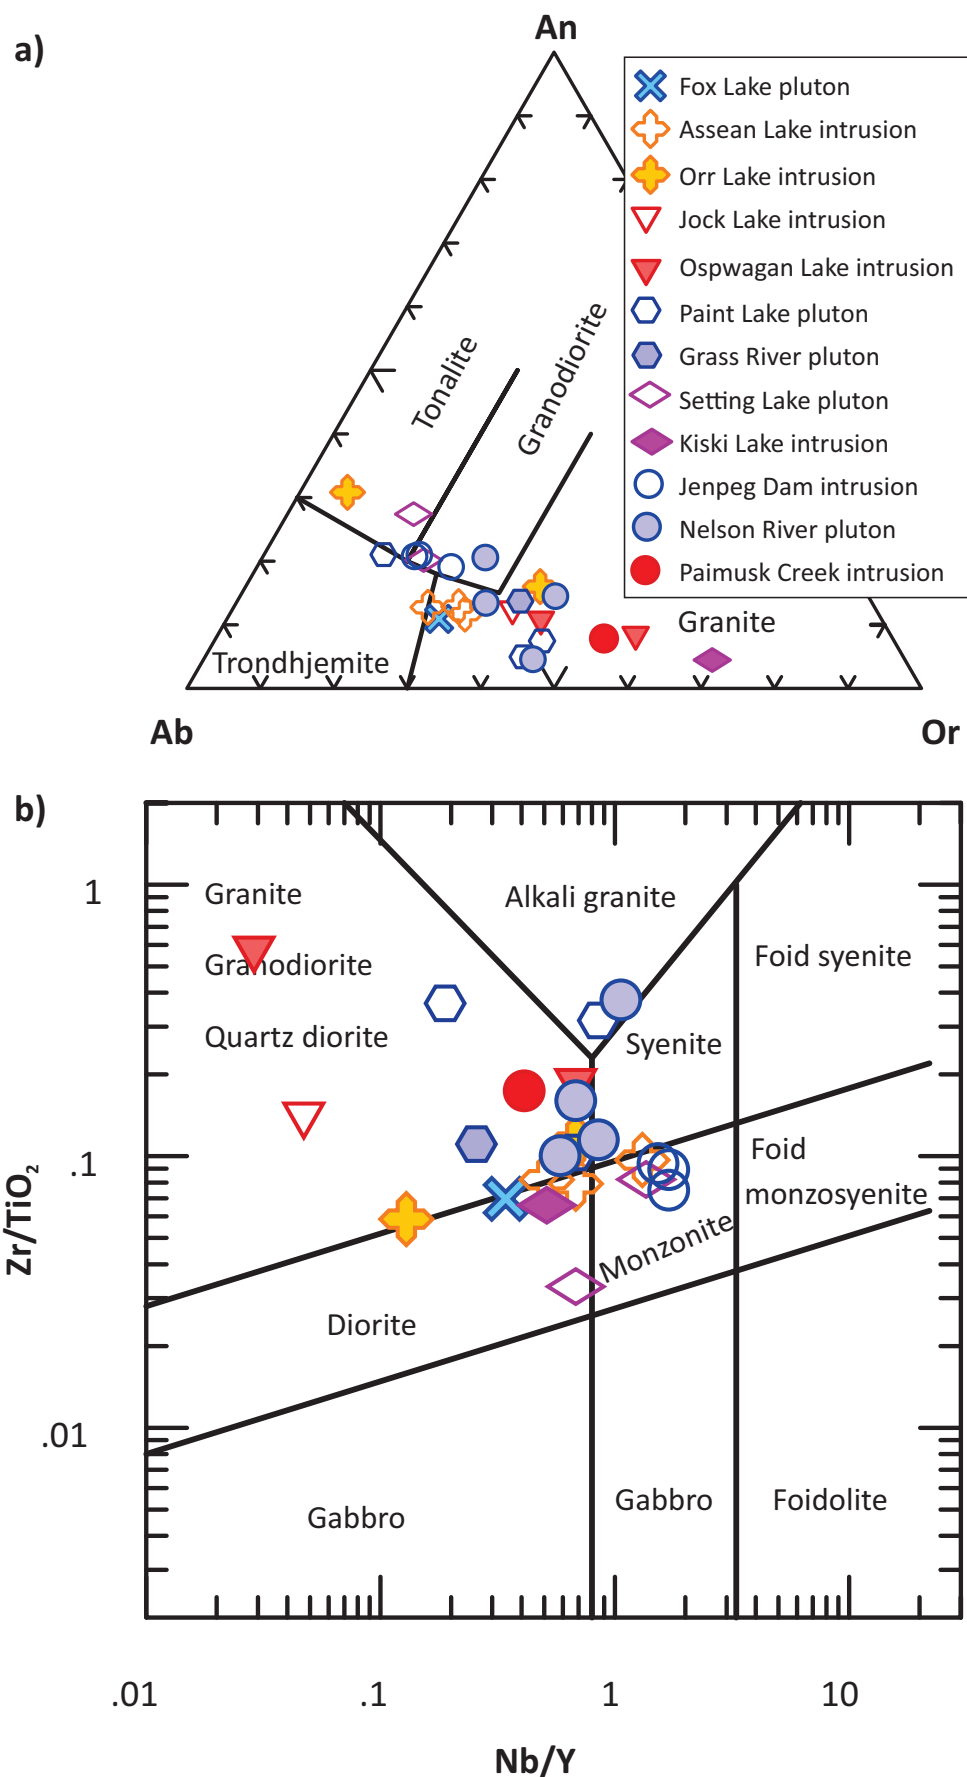 a)
An
Fox Lake pluton
Assean Lake intrusion
Orr Lake intrusion
Jock Lake intrusion
Ospwagan Lake intrusion
Paint Lake pluton
Grass River pluton
Setting Lake pluton
Kiski Lake intrusion
Jenpeg Dam intrusion
Nelson River pluton
Paimusk Creek intrusion
Tonalite
Granodiorite
Granite
Trondhjemite
Ab
Or
b)
1
.1
.01
Zr/TiO₂
Granite
Granodiorite
Quartz diorite
Alkali granite
Foid syenite
Syenite
Foid
monzosyenite
Monzonite
Diorite
Gabbro
Gabbro
Foidolite
.01
.1
1
10
Nb/Y